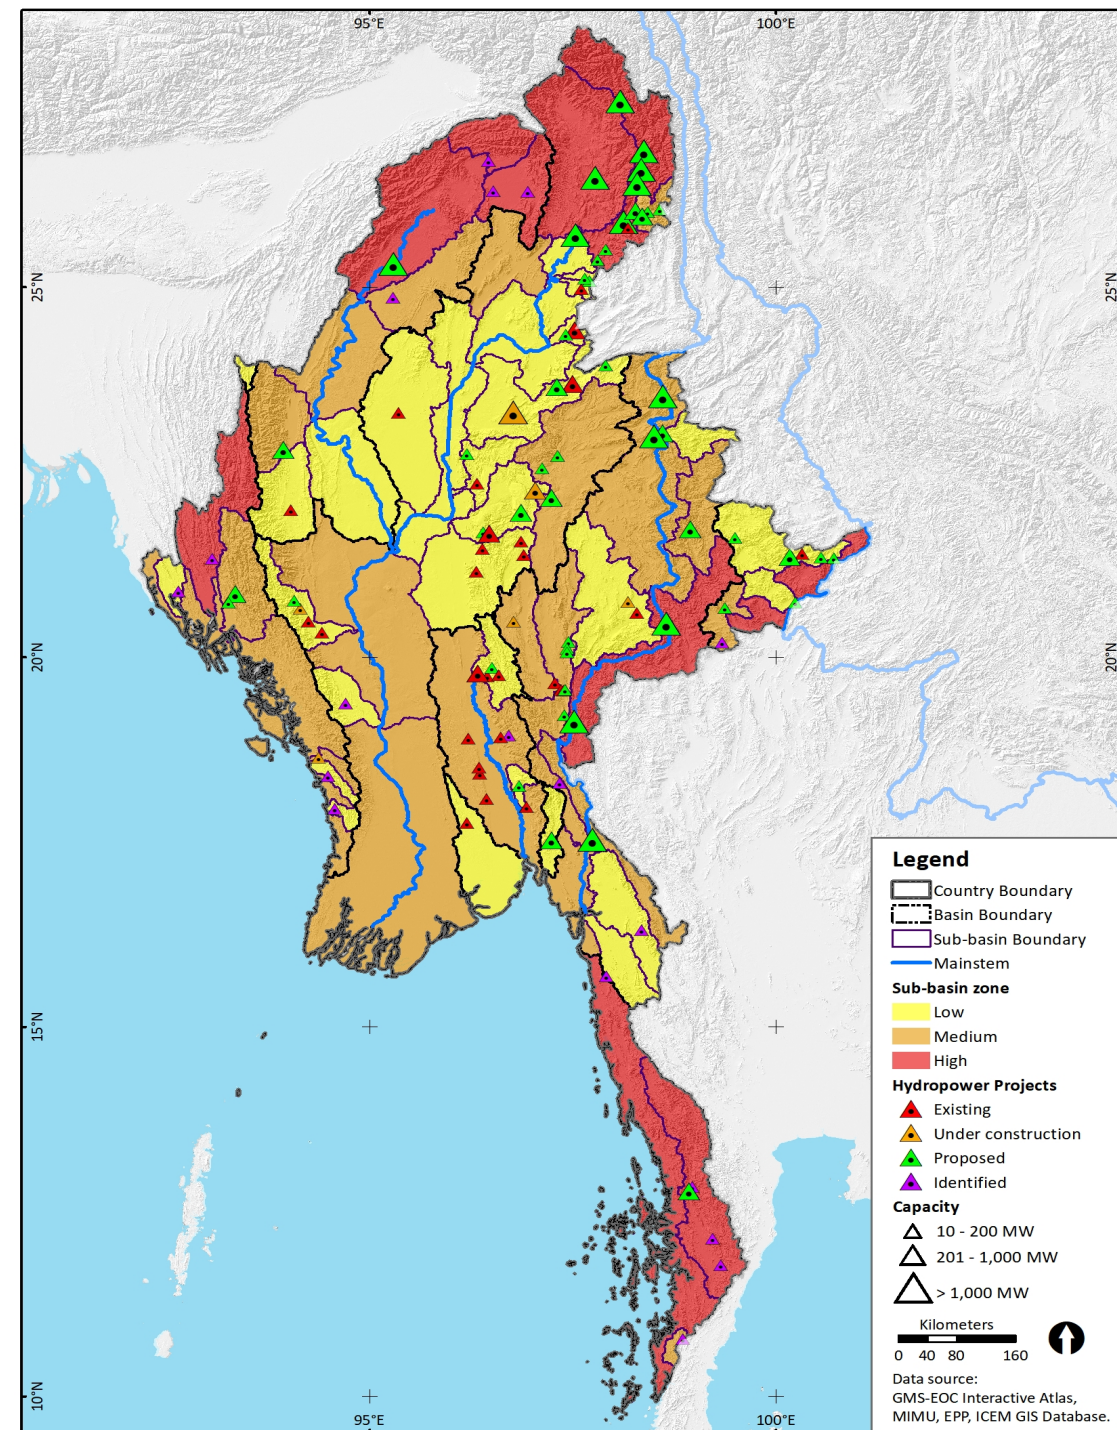 95°E 100°E
25°N 25°N
20°N 20°N
15°N
10°N
95°E 100°E
Legend
Country Boundary
Basin Boundary
Sub-basin Boundary
Mainstem
Sub-basin zone
Low
Medium
High
Hydropower Projects
Existing
Under construction
Proposed
Identified
Capacity
10 - 200 MW
201 - 1,000 MW
> 1,000 MW
Kilometers
0 40 80 160
Data source:
GMS-EOC Interactive Atlas,
MIMU, EPP, ICEM GIS Database.